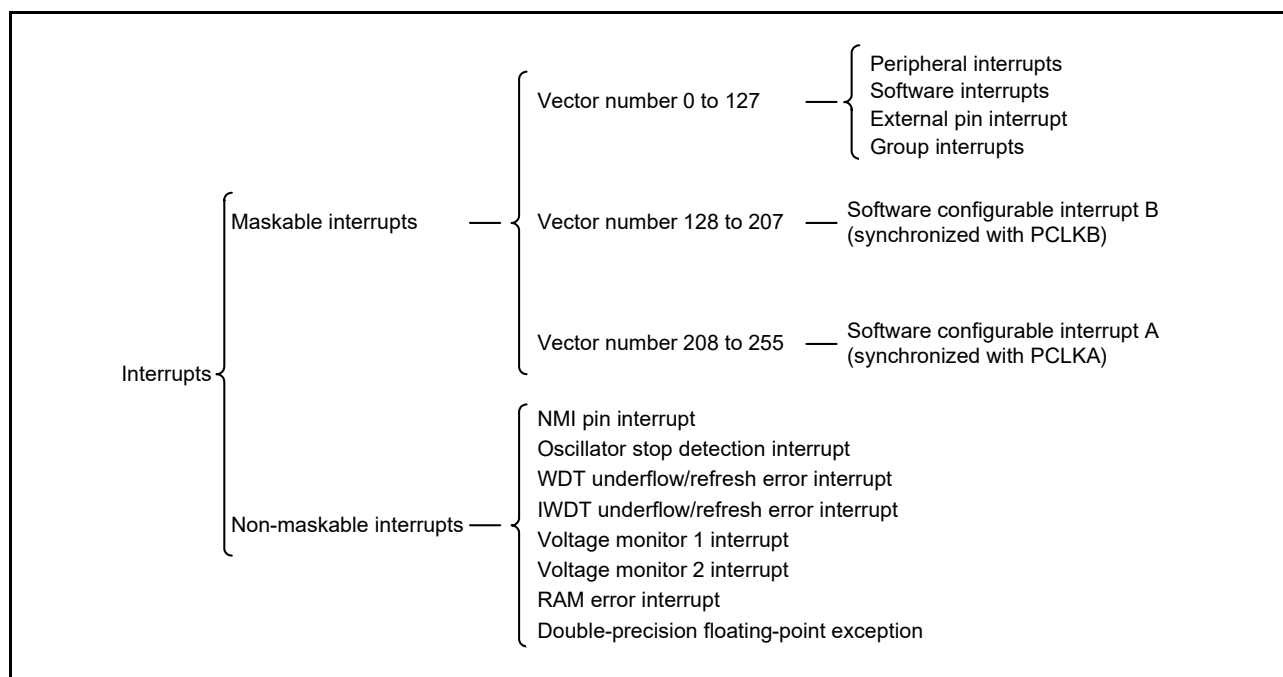 Interrupts
Maskable interrupts
Vector number 0 to 127
Peripheral interrupts
Software interrupts
External pin interrupt
Group interrupts
Vector number 128 to 207
Software configurable interrupt B
(synchronized with PCLKB)
Vector number 208 to 255
Software configurable interrupt A
(synchronized with PCLKA)
Non-maskable interrupts
NMI pin interrupt
Oscillator stop detection interrupt
WDT underflow/refresh error interrupt
IWDT underflow/refresh error interrupt
Voltage monitor 1 interrupt
Voltage monitor 2 interrupt
RAM error interrupt
Double-precision floating-point exception